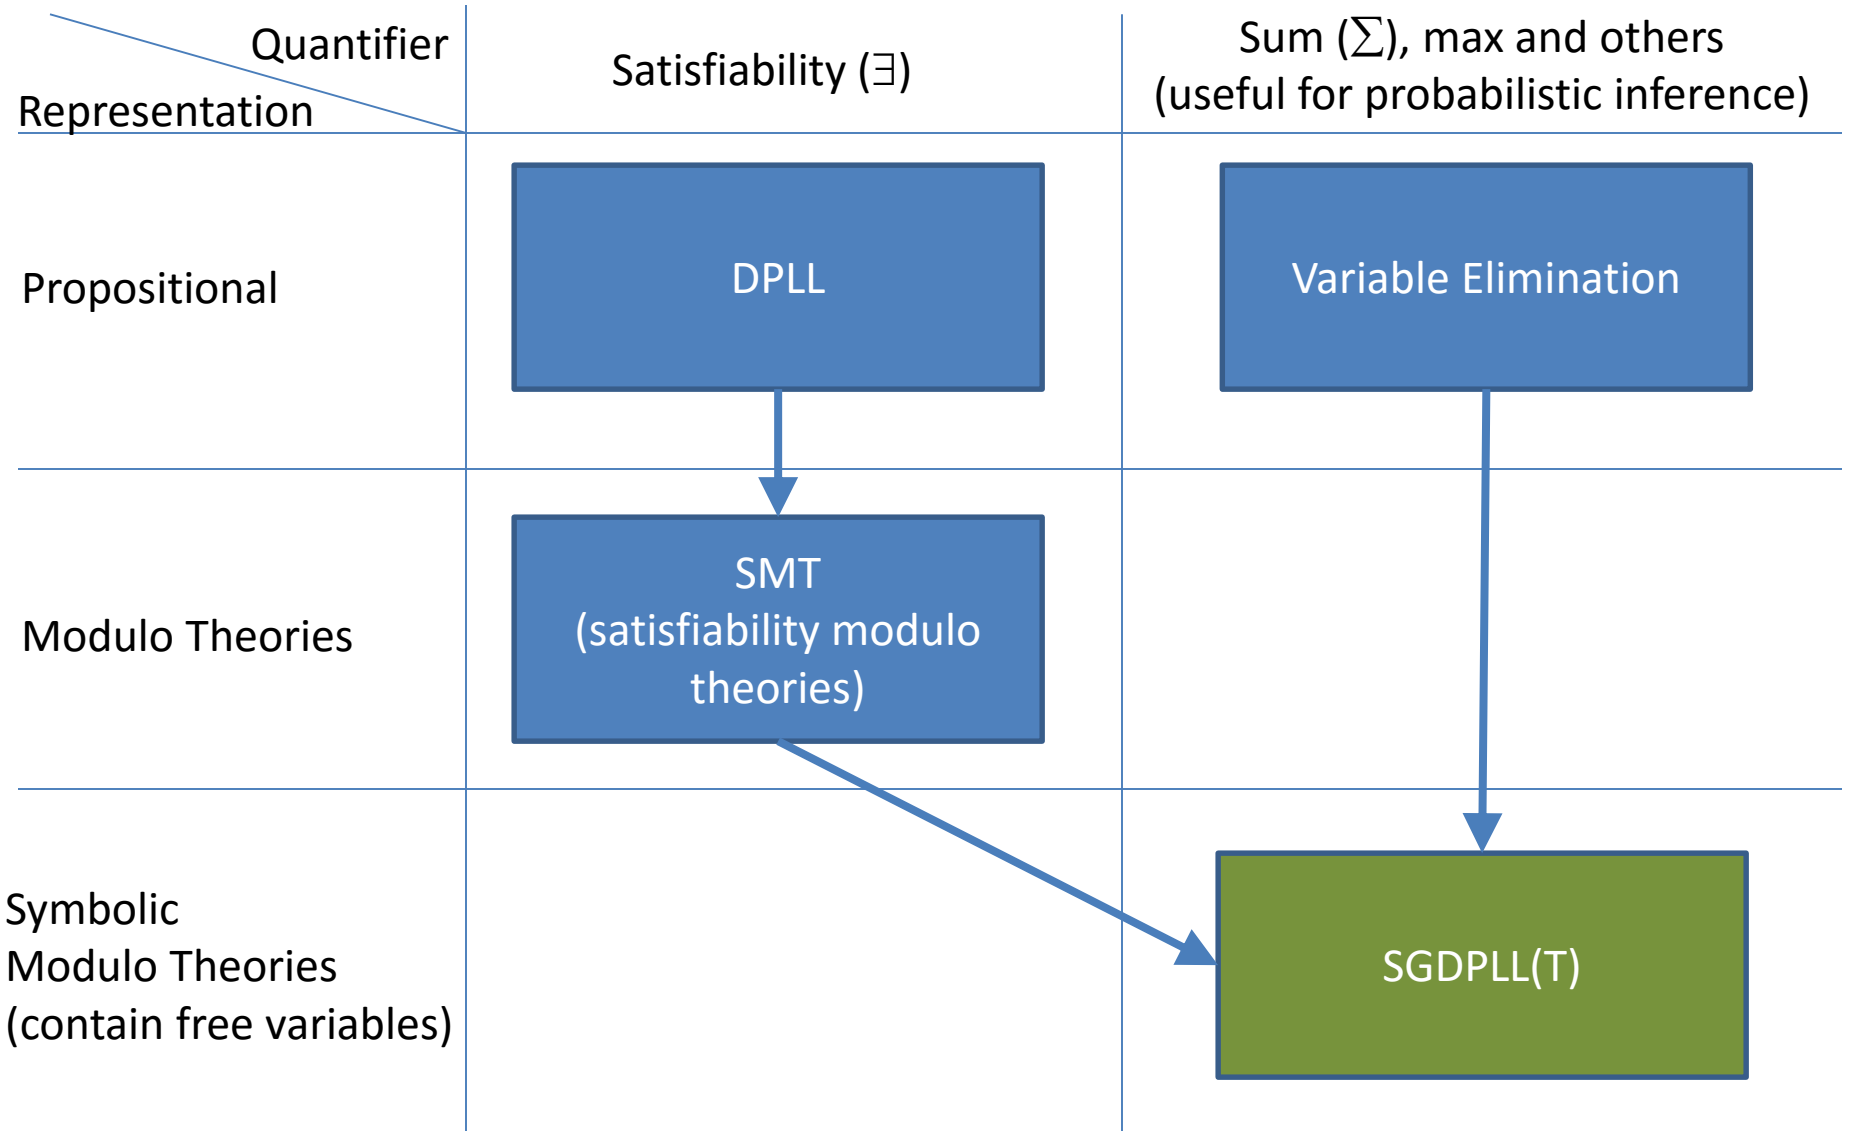 Quantifier
Representation
Satisfiability (∃)
Sum (∑), max and others
(useful for probabilistic inference)
Propositional
DPLL
Variable Elimination
Modulo Theories
SMT
(satisfiability modulo
theories)
Symbolic
Modulo Theories
(contain free variables)
SGDPLL(T)